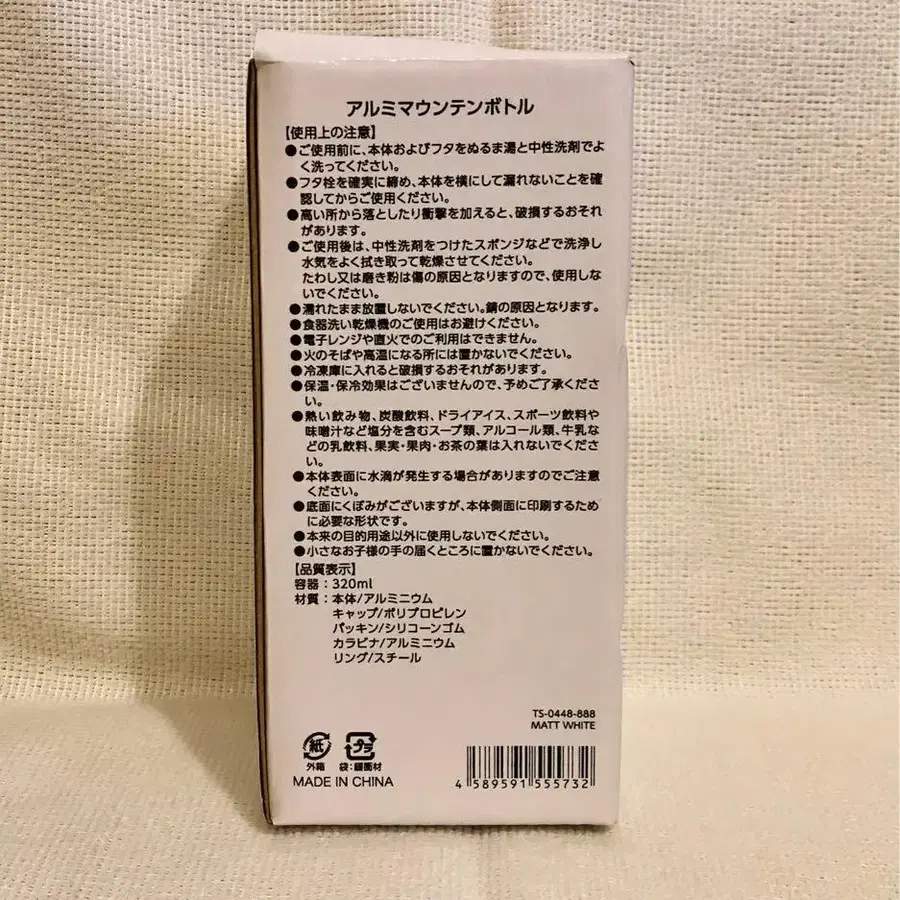 アルミマウンテンボトル
【使用上の注意】
●ご使用前に、本体およびフタをぬるま湯と中性洗剤でよ
く洗ってください。
●フタ栓を確実に締め、本体を横にして漏れないことを確
認してからご使用ください。
●高い所から落としたり衝撃を加えると、破損するおそれ
があります。
●ご使用後は、中性洗剤をつけたスポンジなどで洗浄し
水気をよく拭き取って乾燥させてください。
たわし又は磨き粉は傷の原因となりますので、使用しな
いでください。
●濡れたまま放置しないでください。錆の原因となります。
●食器洗い乾燥機のご使用はお避けください。
●電子レンジや直火でのご利用はできません。
●火のそばや高温になる所には置かないでください。
●冷凍庫に入れると破損するおそれがあります。
●保温・保冷効果はございませんので、予めご了承くださ
い。
●熱い飲み物、炭酸飲料、ドライアイス、スポーツ飲料や
味噌汁など塩分を含むスープ類、アルコール類、牛乳な
どの乳飲料、果実・果肉・お茶の葉は入れないでくださ
い。
●本体表面に水滴が発生する場合がありますのでご注意
ください。
●底面にくぼみがございますが、本体側面に印刷するため
に必要な形状です。
●本来の目的用途以外に使用しないでください。
●小さなお子様の手の届くところに置かないでください。
【品質表示】
容器：320ml
材質：本体/アルミニウム
キャップ/ポリプロピレン
パッキン/シリコーンゴム
カラビナ/アルミニウム
リング/スチール
TS-0448-888
MATT WHITE
紙 プラ
外箱 袋：緩衝材
MADE IN CHINA
4 589591 555732